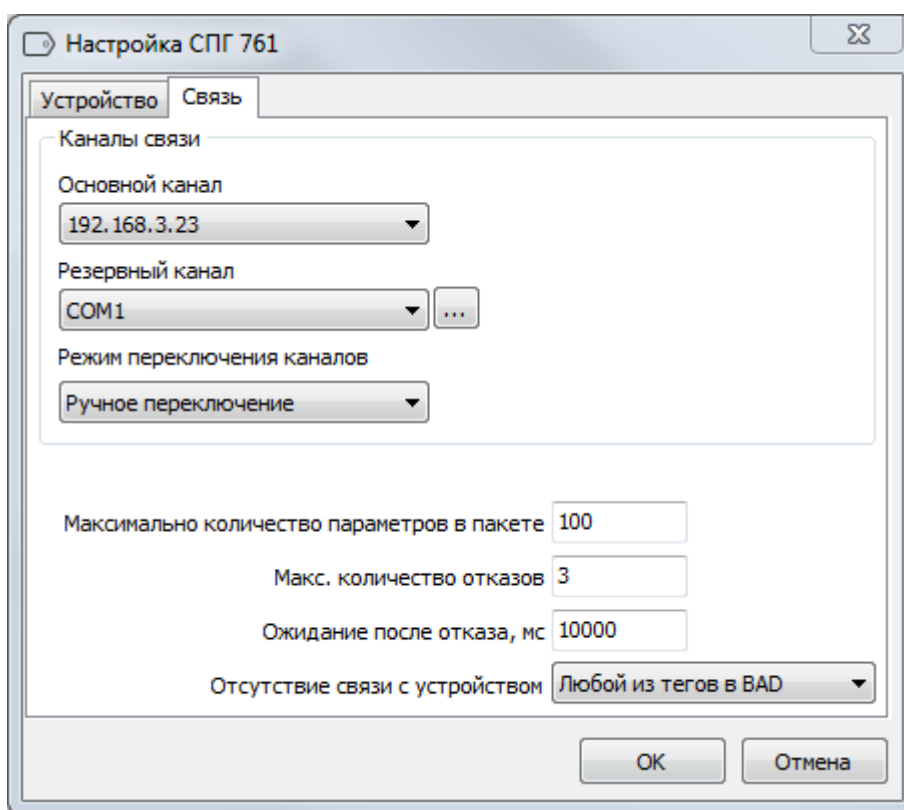 Настройка СПГ 761
Устройство Связь
Каналы связи
Основной канал
192.168.3.23
Резервный канал
COM1 ...
Режим переключения каналов
Ручное переключение
Максимально количество параметров в пакете 100
Макс. количество отказов 3
Ожидание после отказа, мс 10000
Отсутствие связи с устройством Любой из тегов в BAD
OK Отмена